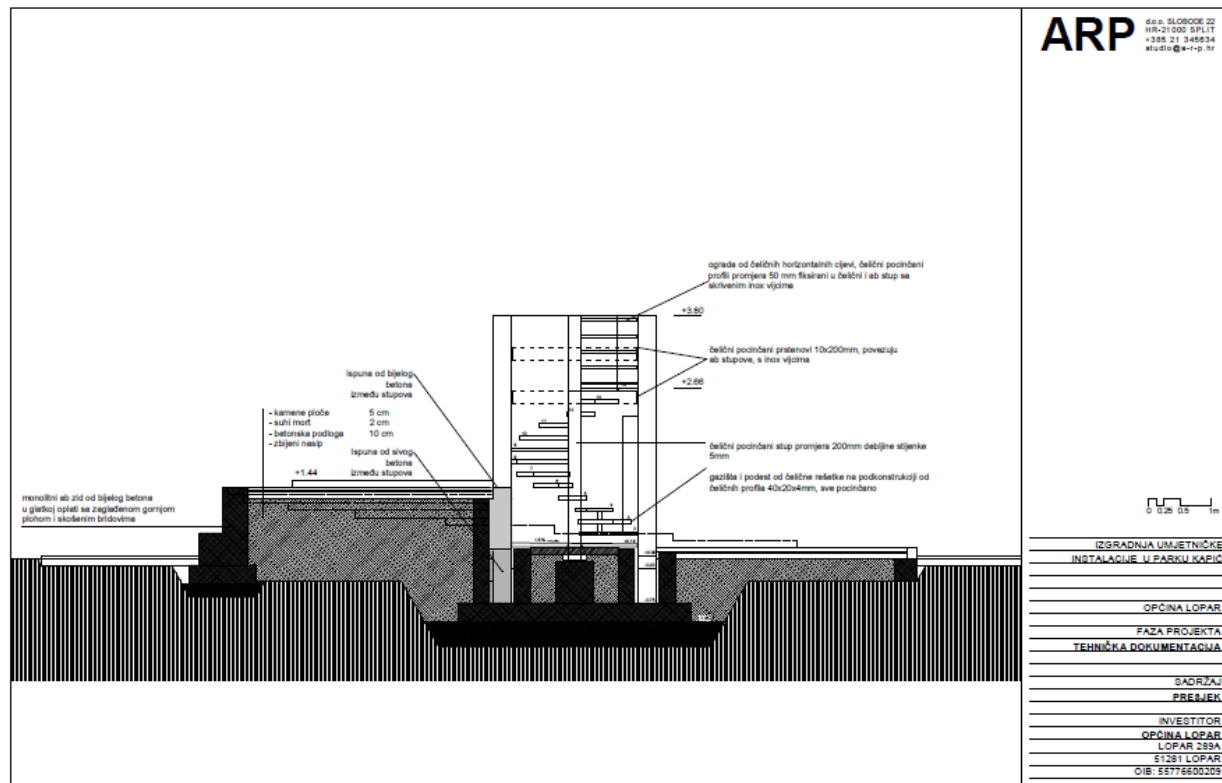 ARP
d.o.o. SLOBODE 22
HR-21000 SPLIT
+385 21 345634
studio@a-r-p.hr
ograda od čeličnih horizontalnih cijevi, čelični pocinčani
profili promjera 50 mm fiksirani u čelični i ab stup sa
skrivenim inox vijcima
+3.80
čelični pocinčani prstenovi 10x200mm, povezuju
ab stupove, s inox vijcima
+2.66
Ispuna od bijelog
betona
između stupova
- kamene ploče 5 cm
- suhi mort 2 cm
- betonska podloga 10 cm
- zbijeni nasip
Ispuna od sivog
betona
između stupova
+1.44
čelični pocinčani stup promjera 200mm debljine stijenke
5mm
gazišta i podest od čelične rešetke na podkonstrukciji od
čeličnih profila 40x20x4mm, sve pocinčano
monolitni ab zid od bijelog betona
u glatkoj oplati sa zaglađenom gornjom
plohom i skošenim bridovima
0 0.25 0.5 1m
IZGRADNJA UMJETNIČKE
INSTALACIJE U PARKU KAPIĆ
OPĆINA LOPAR
FAZA PROJEKTA
TEHNIČKA DOKUMENTACIJA
SADRŽAJ
PRESJEK
INVESTITOR
OPĆINA LOPAR
LOPAR 289A
51281 LOPAR
OIB: 55776600209